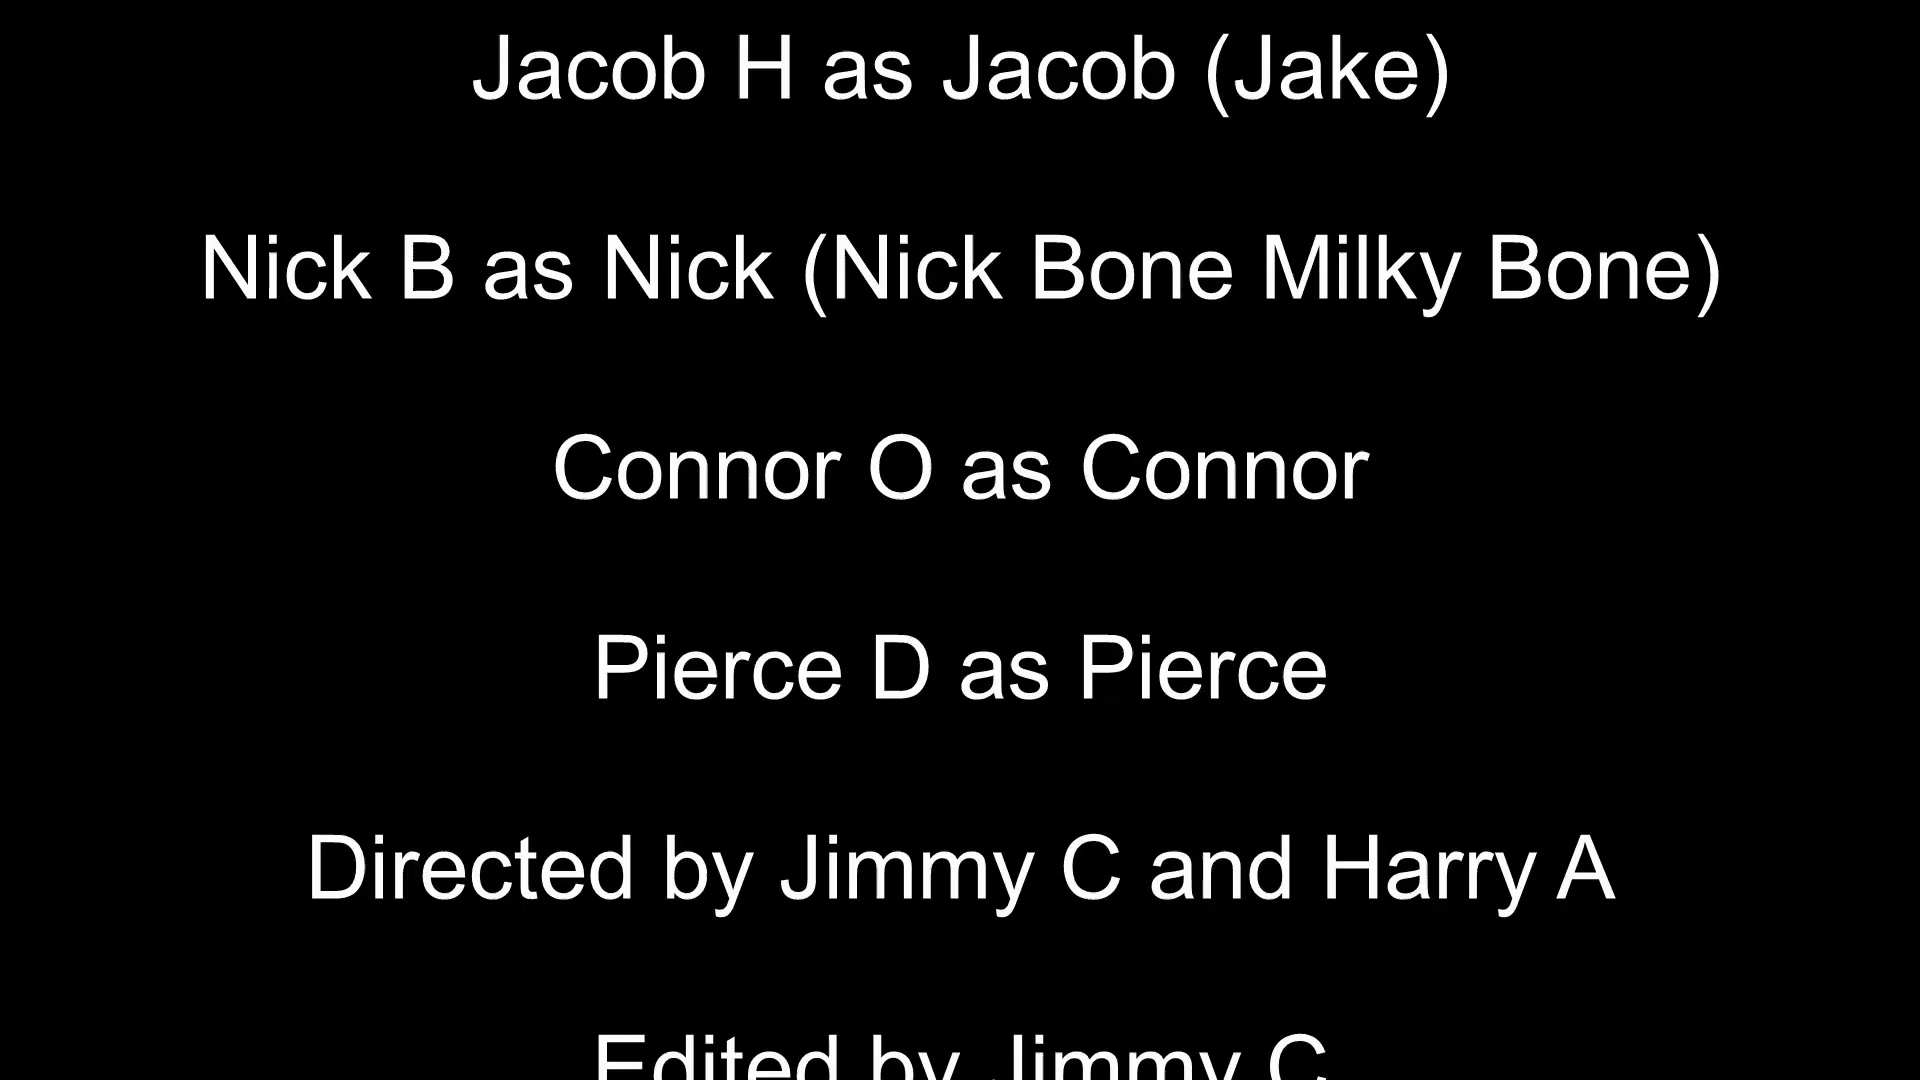 Jacob H as Jacob (Jake)
Nick B as Nick (Nick Bone Milky Bone)
Connor O as Connor
Pierce D as Pierce
Directed by Jimmy C and Harry A
Edited by Jimmy C